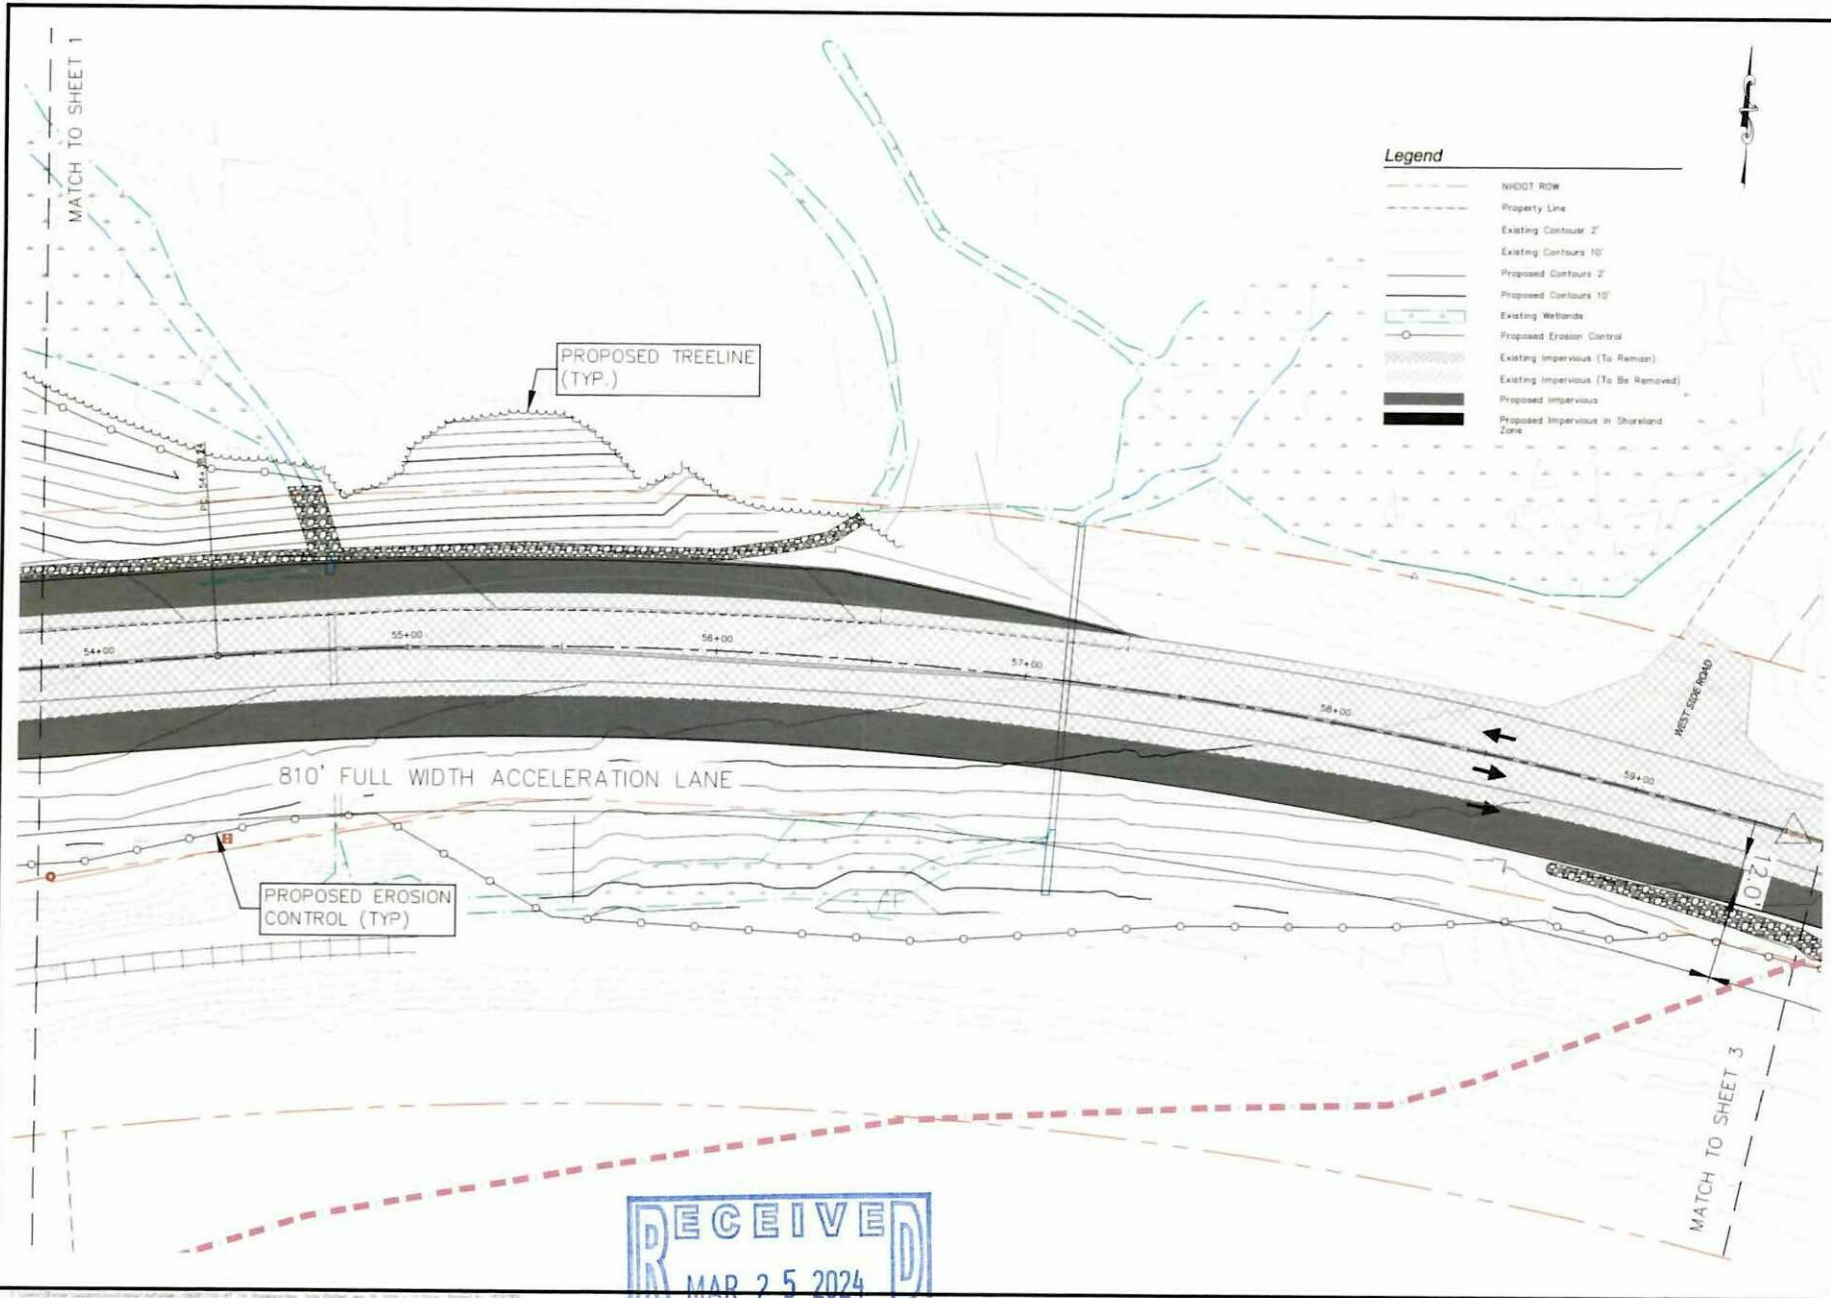 MATCH TO SHEET 1
Legend
NHDOT ROW
Property Line
Existing Contour 2'
Existing Contours 10'
Proposed Contours 2'
Proposed Contours 10'
Existing Wetlands
Proposed Erosion Control
Existing Impervious (To Remain)
Existing Impervious (To Be Removed)
Proposed Impervious
Proposed Impervious in Shoreland
Zone
PROPOSED TREELINE
(TYP.)
54+00
55+00
56+00
57+00
58+00
59+00
WEST SIDE ROAD
810' FULL WIDTH ACCELERATION LANE
H
12.0'
PROPOSED EROSION
CONTROL (TYP)
MATCH TO SHEET 3
RECEIVED
MAR 25 2024